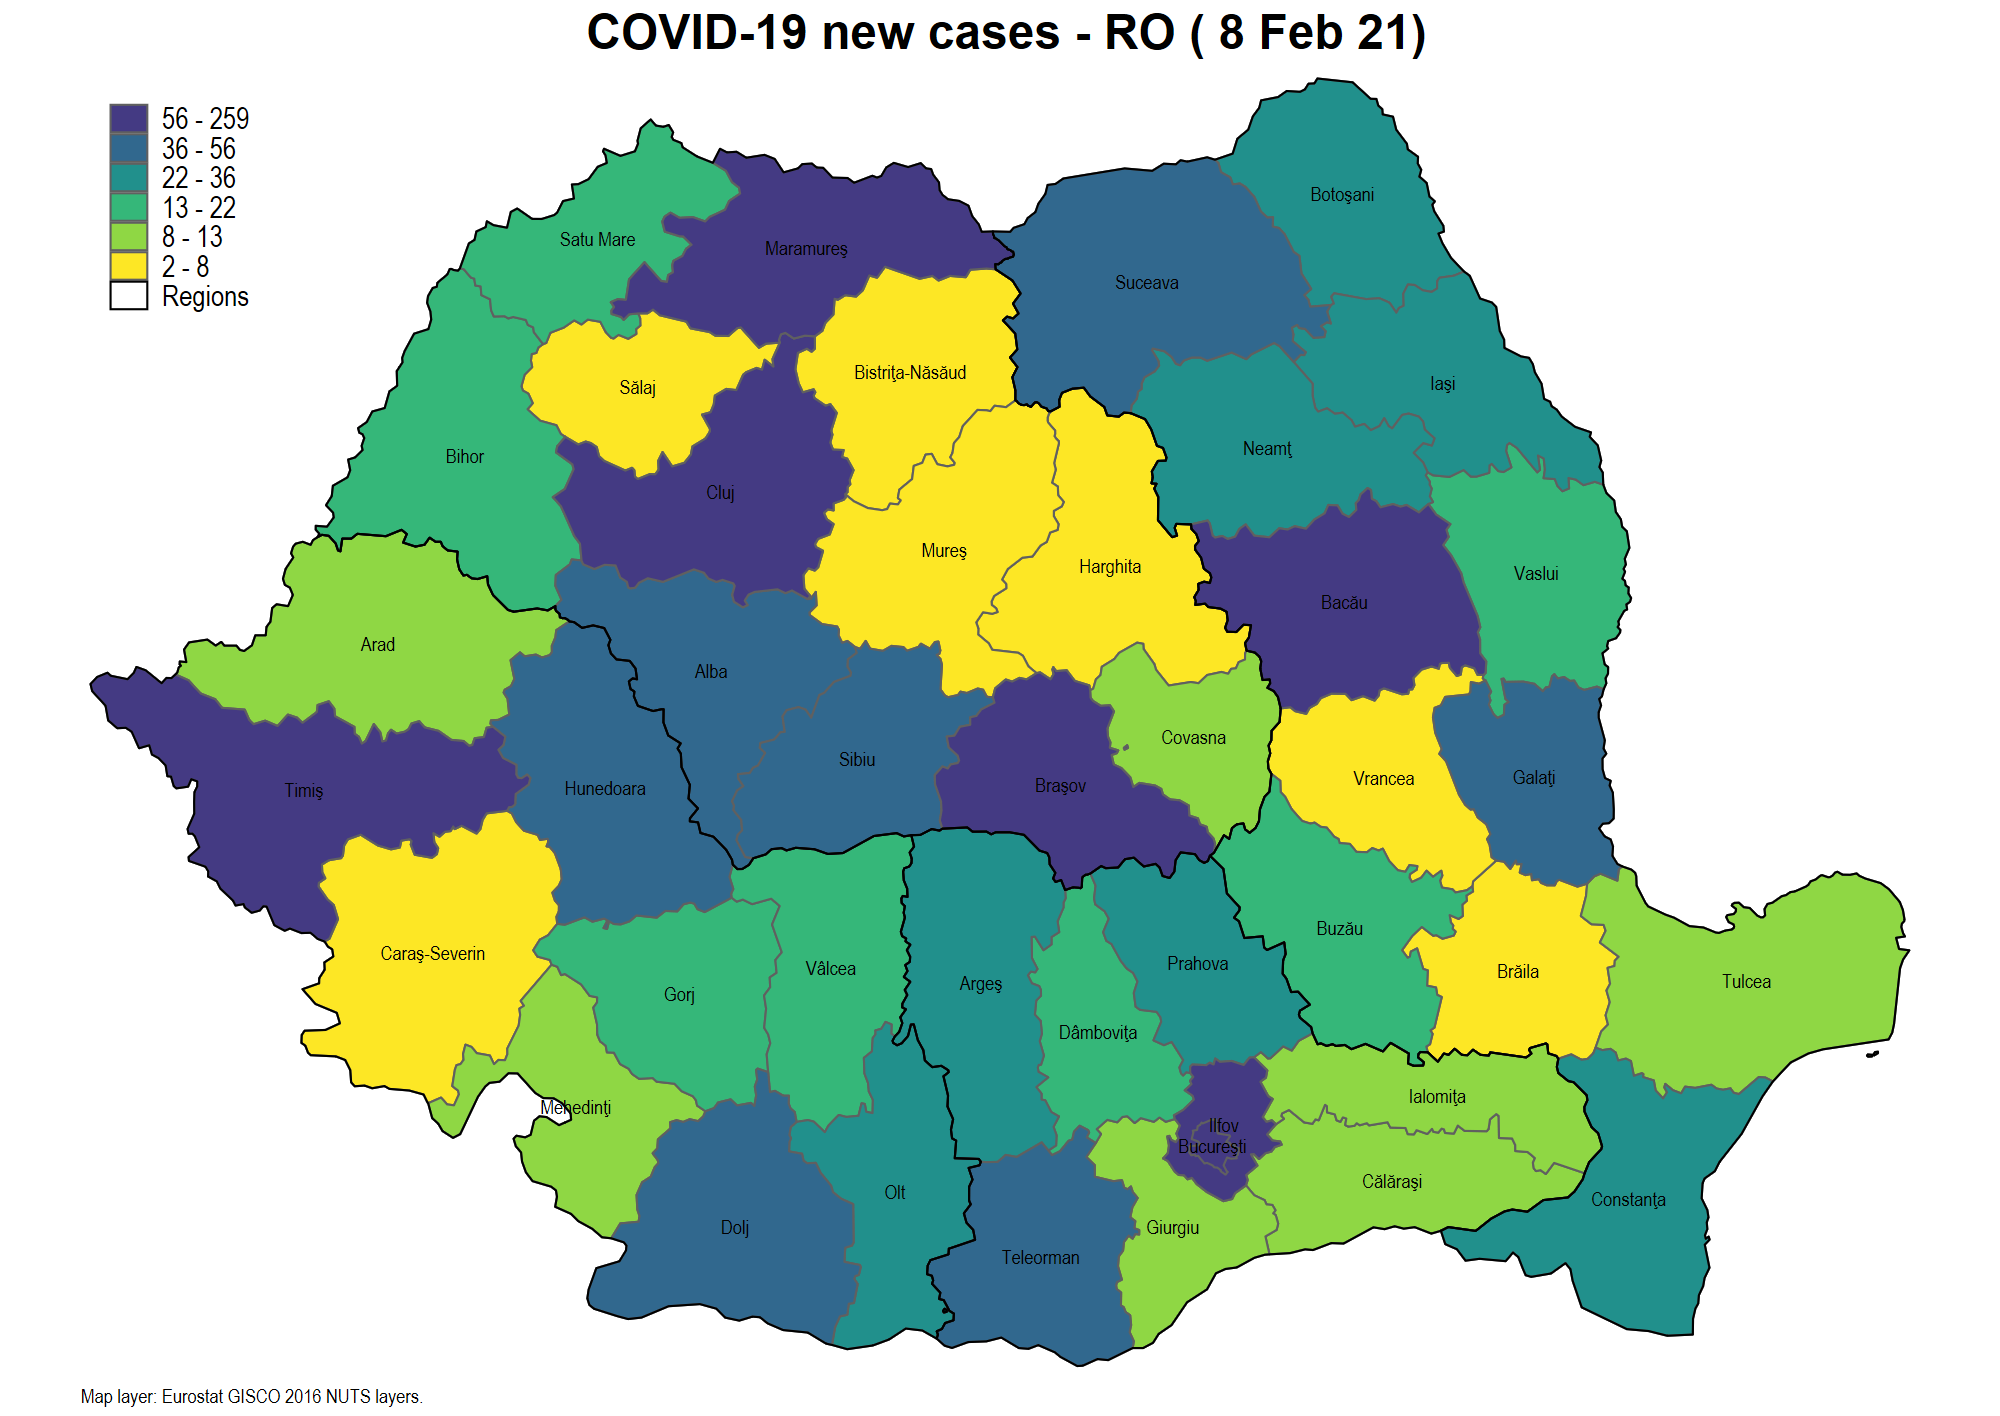 COVID-19 new cases - RO ( 8 Feb 21)
56 - 259
36 - 56
22 - 36
13 - 22
8 - 13
2 - 8
Regions
Botoşani
Satu Mare
Maramureş
Suceava
Bistriţa-Năsăud
Iaşi
Sălaj
Neamţ
Bihor
Cluj
Mureş
Harghita
Vaslui
Bacău
Arad
Alba
Covasna
Sibiu
Vrancea
Galaţi
Timiş
Hunedoara
Braşov
Buzău
Caraş-Severin
Prahova
Vâlcea
Brăila
Argeş
Tulcea
Gorj
Dâmboviţa
Ialomiţa
Mehedinţi
Ilfov
Bucureşti
Călăraşi
Olt
Constanţa
Dolj
Giurgiu
Teleorman
Map layer: Eurostat GISCO 2016 NUTS layers.